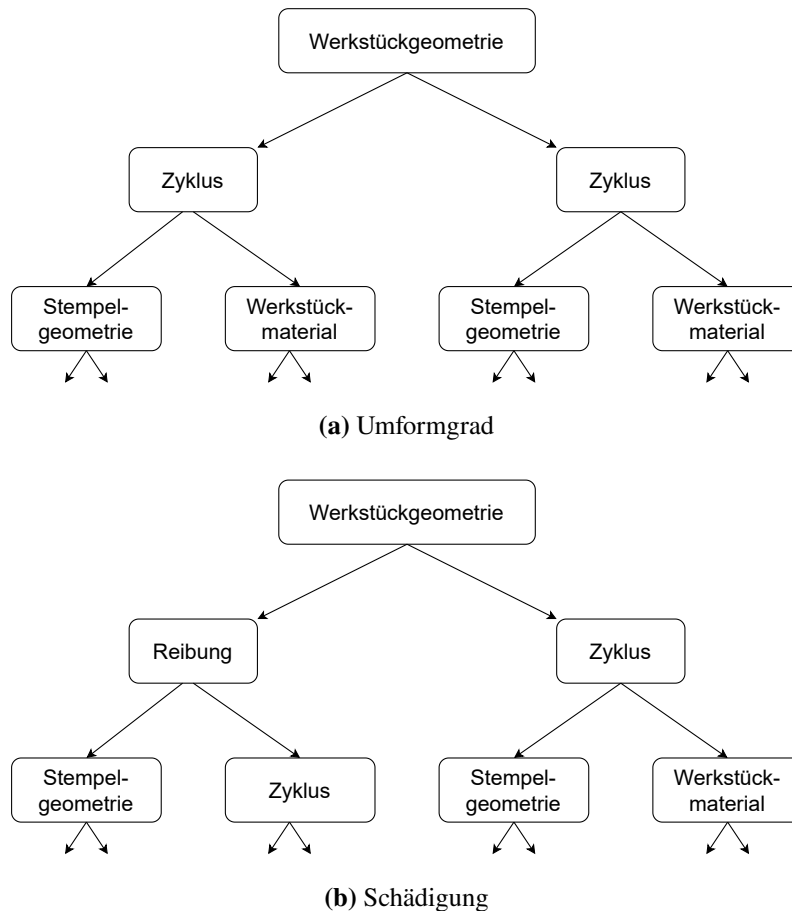 Werkstückgeometrie
Zyklus
Zyklus
Stempel-
geometrie
Werkstück-
material
Stempel-
geometrie
Werkstück-
material
(a) Umformgrad
Werkstückgeometrie
Reibung
Zyklus
Stempel-
geometrie
Zyklus
Stempel-
geometrie
Werkstück-
material
(b) Schädigung